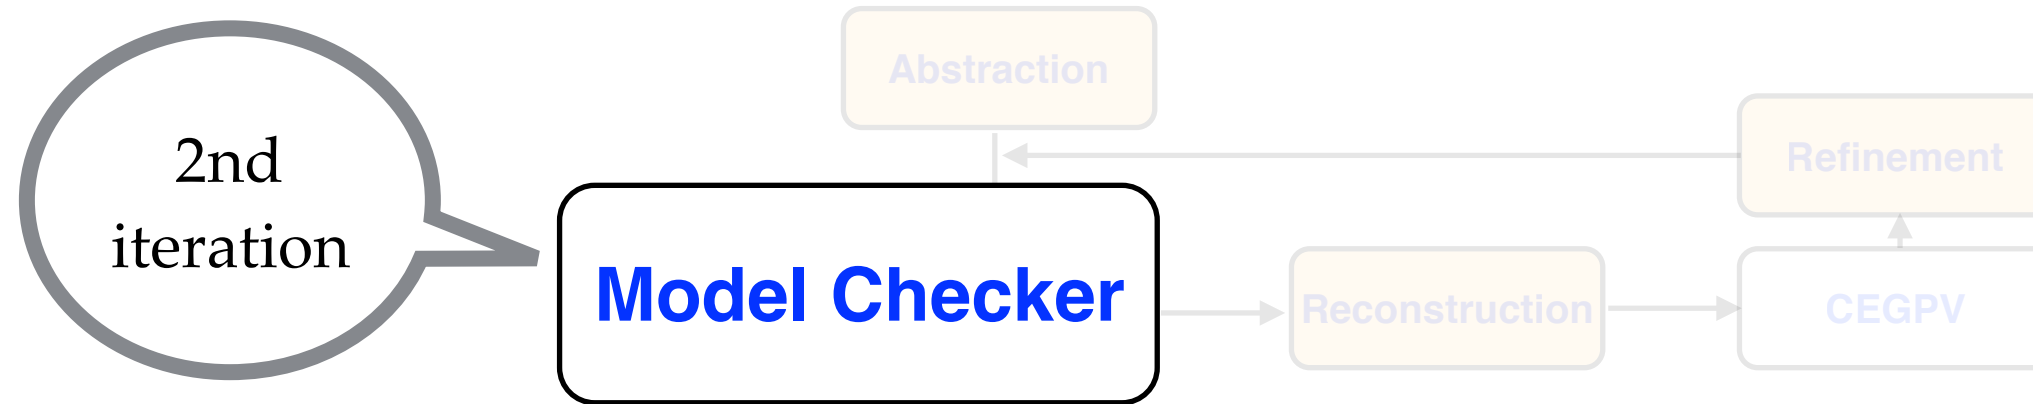 Abstraction
2nd
iteration
Refinement
Model Checker
Reconstruction
CEGPV